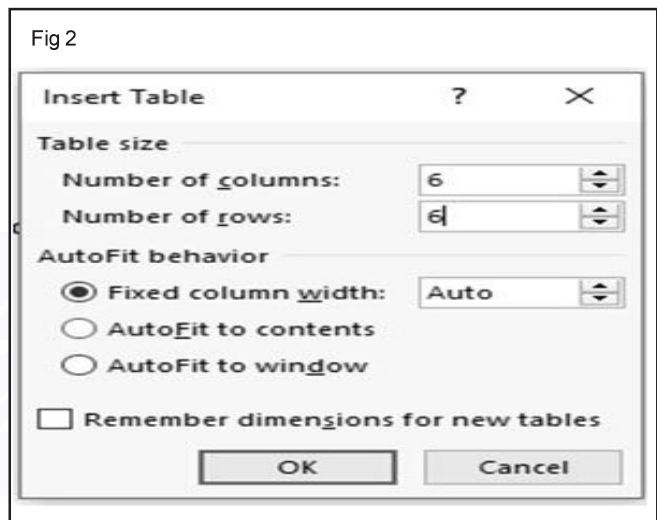 Fig 2
Insert Table ? ×
Table size
Number of columns: 6
Number of rows: 6
AutoFit behavior
Fixed column width: Auto
AutoFit to contents
AutoFit to window
Remember dimensions for new tables
OK Cancel